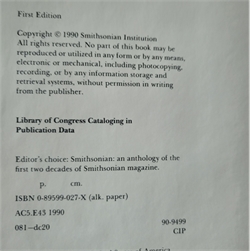 First Edition
Copyright © 1990 Smithsonian Institution
All rights reserved. No part of this book may be
reproduced or utilized in any form or by any means,
electronic or mechanical, including photocopying,
recording, or by any information storage and
retrieval systems, without permission in writing
from the publisher.
Library of Congress Cataloging in
Publication Data
Editor's choice: Smithsonian: an anthology of the
first two decades of Smithsonian magazine.
p. cm.
ISBN 0-89599-027-X (alk. paper)
AC5.E43 1990
081—dc20 90-9499
CIP
of America